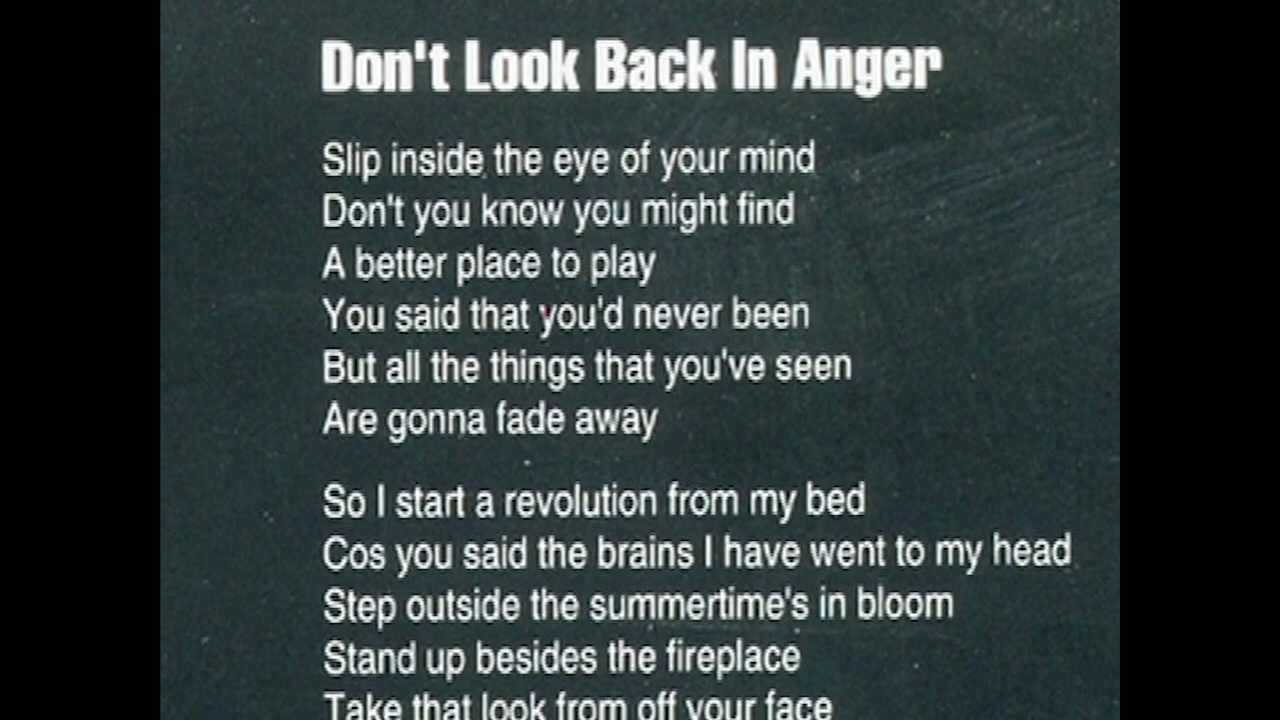 Don't Look Back In Anger
Slip inside the eye of your mind
Don't you know you might find
A better place to play
You said that you'd never been
But all the things that you've seen
Are gonna fade away
So I start a revolution from my bed
Cos you said the brains I have went to my head
Step outside the summertime's in bloom
Stand up besides the fireplace
Take that look from off your face